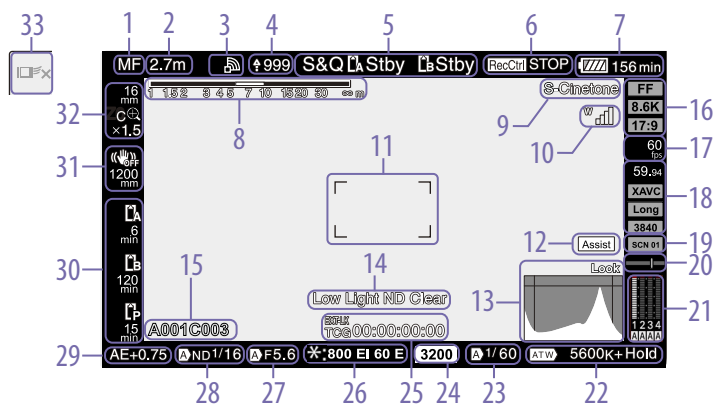 33 1 2 3 4 5 6 7
MF 2.7m 999 S&Q A Stby B Stby RecCtrl STOP 156 min
16 mm
C
×1.5
32
1 1.5 2 3 4 5 7 10 15 20 30 ∞ m
8
S-Cinetone
9
W
10
FF
8.6K
17:9
16
60 fps
17
OFF
1200 mm
31
11
59.94
XAVC
Long
3840
18
A
6 min
B
120 min
P
15 min
30
12
Assist
SCN 01
19
20
14
Low Light ND Clear
13
Look
15
A001C003
EXT-LK
TCG 00:00:00:00
1 2 3 4
A A A A
21
29
AE+0.75 A ND 1/16 A F5.6 800 EI 60 E 3200 A 1/60 ATW 5600K+Hold
28 27 26 25 24 23 22